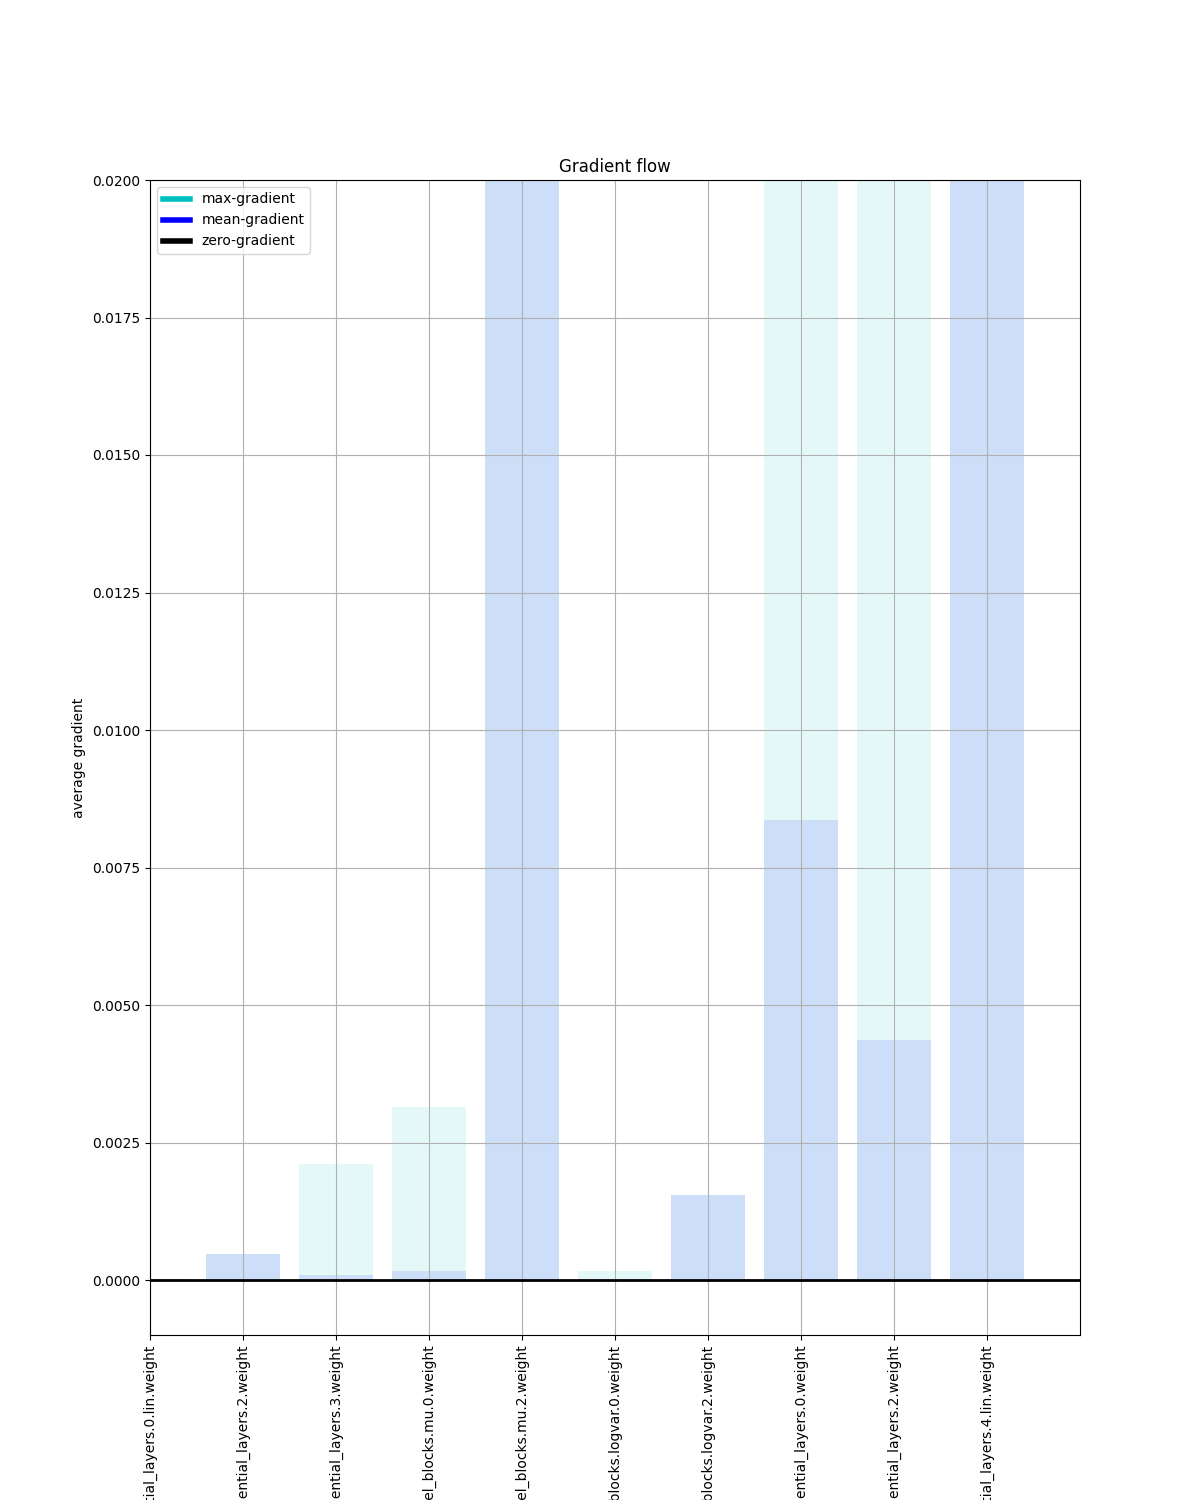 Gradient flow
max-gradient
mean-gradient
zero-gradient
average gradient
0.0200
0.0175
0.0150
0.0125
0.0100
0.0075
0.0050
0.0025
0.0000
tial_layers.0.lin.weight
ential_layers.2.weight
ential_layers.3.weight
el_blocks.mu.0.weight
el_blocks.mu.2.weight
blocks.logvar.0.weight
blocks.logvar.2.weight
ential_layers.0.weight
ential_layers.2.weight
tial_layers.4.lin.weight